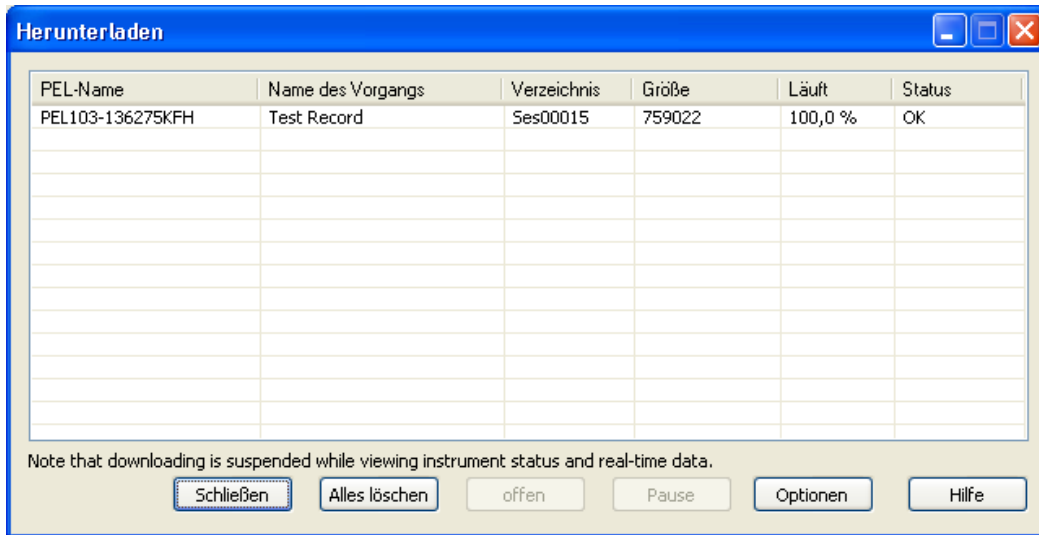 Herunterladen
PEL-Name Name des Vorgangs Verzeichnis Größe Läuft Status
PEL103-136275KFH Test Record Ses00015 759022 100,0 % OK
Note that downloading is suspended while viewing instrument status and real-time data.
Schließen Alles löschen offen Pause Optionen Hilfe